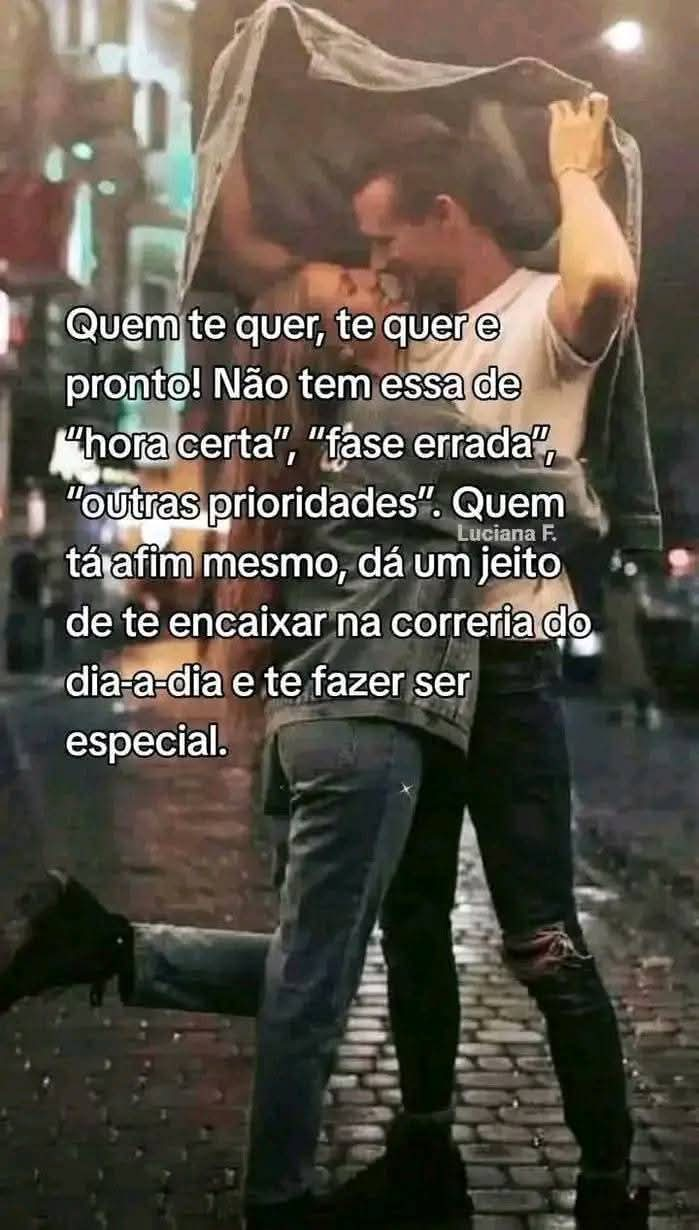 Quem te quer, te quer e
pronto! Não tem essa de
“hora certa”, “fase errada”,
“outras prioridades”. Quem
Luciana F.
tá afim mesmo, dá um jeito
de te encaixar na correria do
dia-a-dia e te fazer ser
especial.